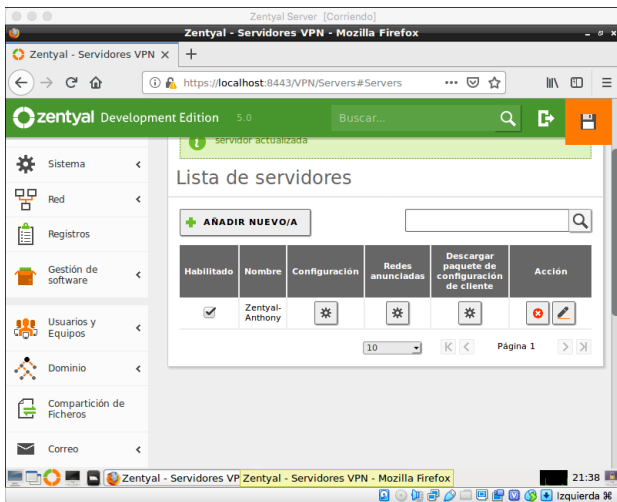 Zentyal Server [Corriendo]
Zentyal - Servidores VPN - Mozilla Firefox
Zentyal - Servidores VPN
https://localhost:8443/VPN/Servers#Servers
zentyal Development Edition 5.0
Buscar...
servidor actualizada
Sistema
Red
Registros
Gestión de
software
Usuarios y
Equipos
Dominio
Compartición de
Ficheros
Correo
Lista de servidores
AÑADIR NUEVO/A
Habilitado Nombre Configuración Redes anunciadas Descargar paquete de configuración de cliente Acción
Zentyal-
Anthony
10
Página 1
Zentyal - Servidores VP
Zentyal - Servidores VPN - Mozilla Firefox
21:38
Izquierda ⌘